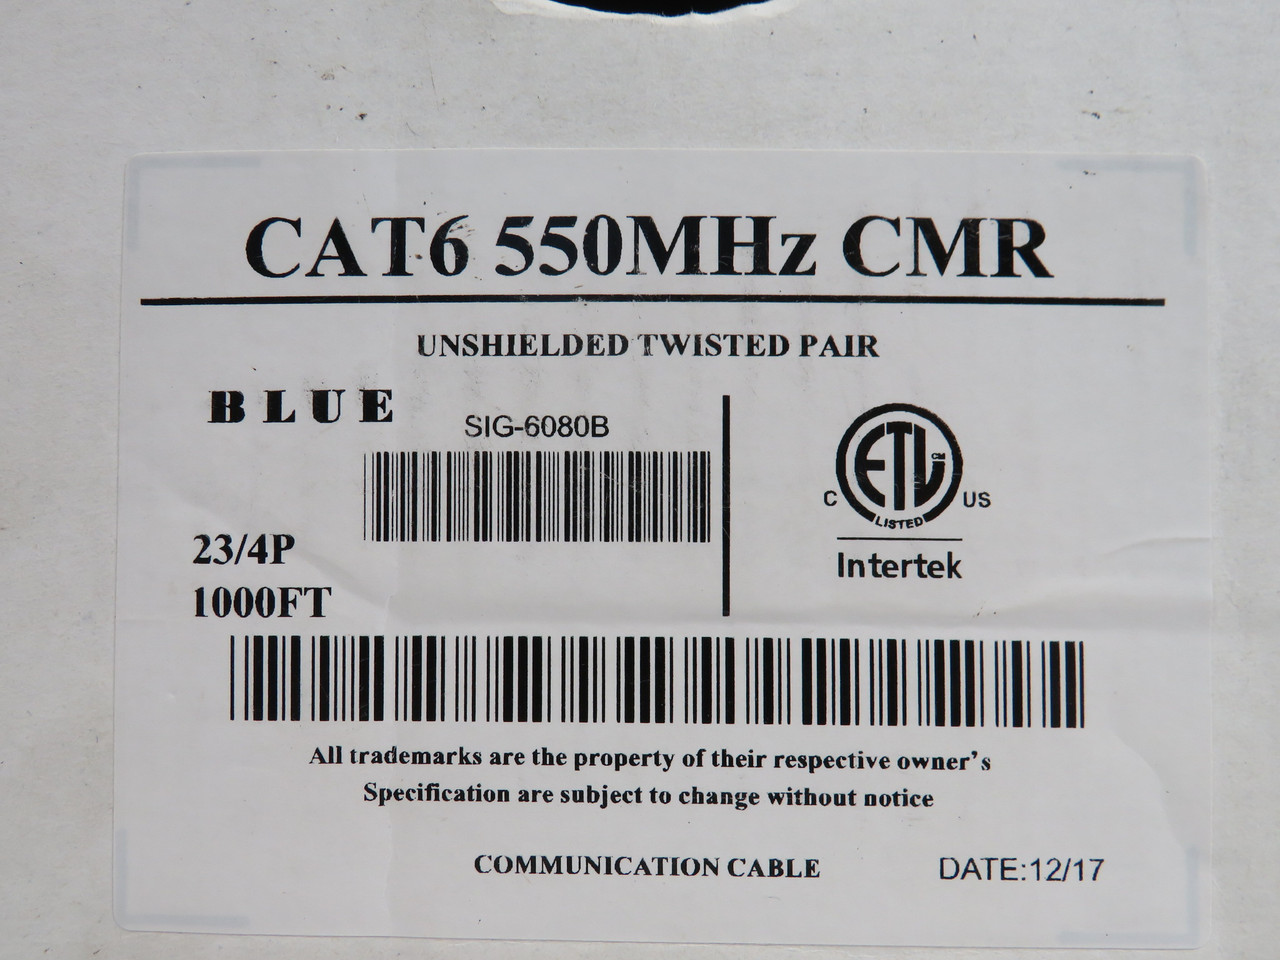 CAT6 550MHz CMR
UNSHIELDED TWISTED PAIR
BLUE
SIG-6080B
23/4P
1000FT
ETL CM
LISTED
C US
Intertek
All trademarks are the property of their respective owner's
Specification are subject to change without notice
COMMUNICATION CABLE
DATE:12/17